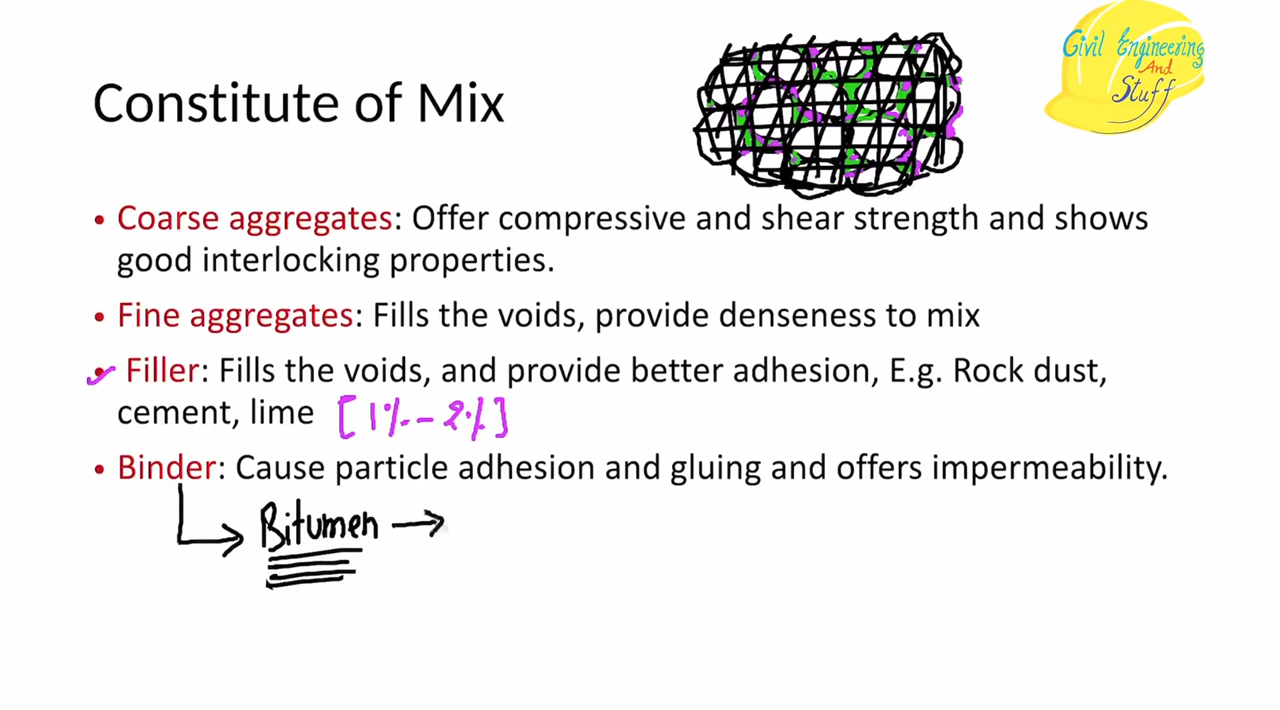 Civil Engineering
And
Stuff
Constitute of Mix
• Coarse aggregates: Offer compressive and shear strength and shows
good interlocking properties.
• Fine aggregates: Fills the voids, provide denseness to mix
• Filler: Fills the voids, and provide better adhesion, E.g. Rock dust,
cement, lime [1% - 2%]
• Binder: Cause particle adhesion and gluing and offers impermeability.
Bitumen →